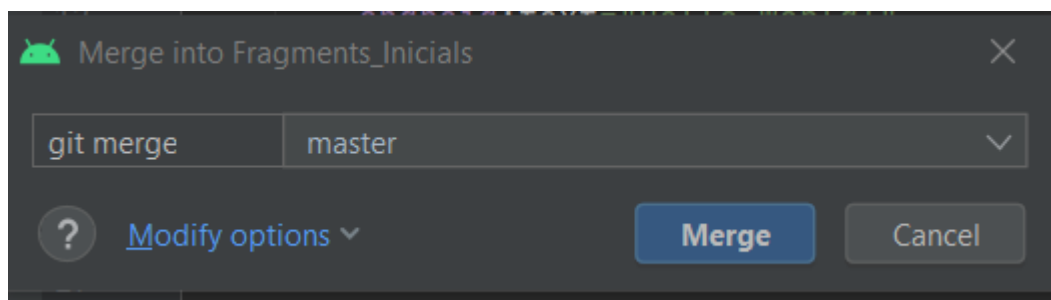 Merge into Fragments_Inicials
git merge master
? Modify options
Merge Cancel